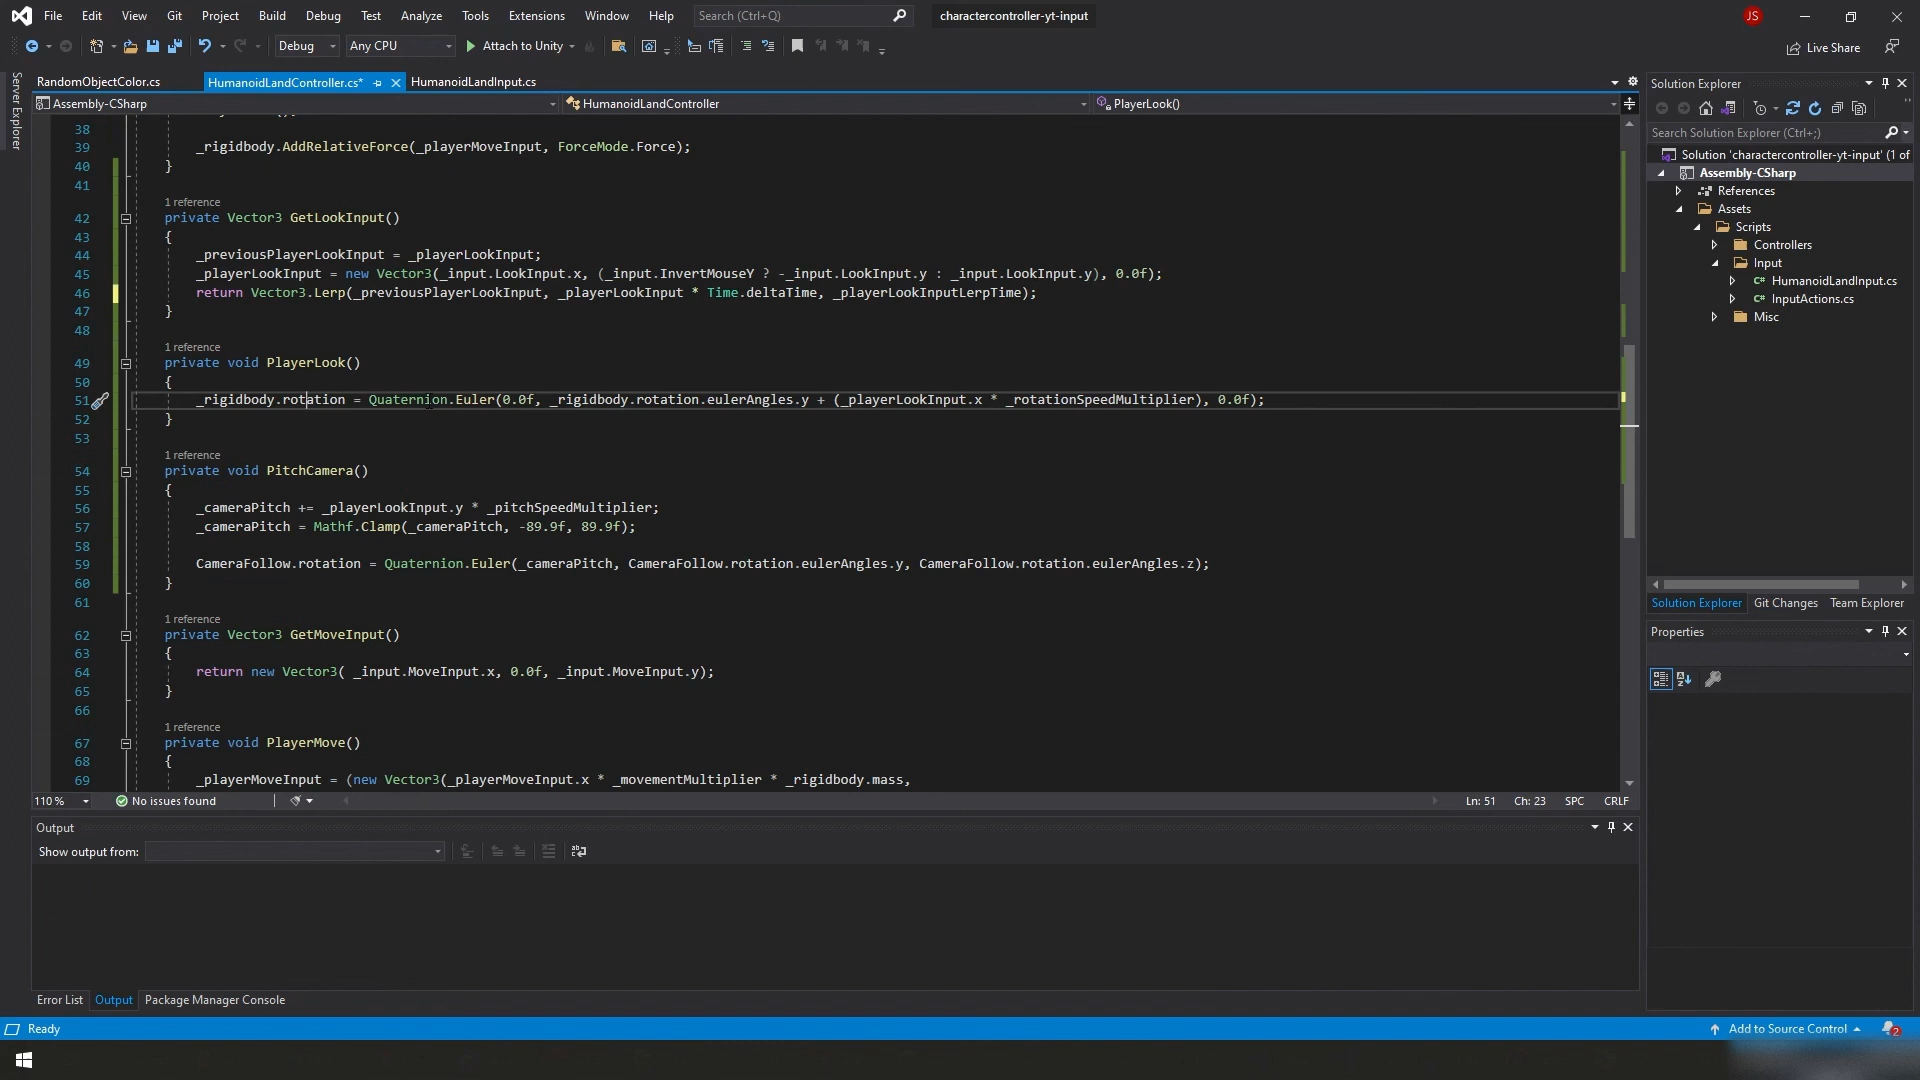 File Edit View Git Project Build Debug Test Analyze Tools Extensions Window Help Search (Ctrl+Q) charactercontroller-yt-input JS
Debug Any CPU Attach to Unity Live Share
Server Explorer
RandomObjectColor.cs HumanoidLandController.cs* HumanoidLandInput.cs
Assembly-CSharp HumanoidLandController PlayerLook()
38
39 _rigidbody.AddRelativeForce(_playerMoveInput, ForceMode.Force);
40 }
41
1 reference
42 private Vector3 GetLookInput()
43 {
44 _previousPlayerLookInput = _playerLookInput;
45 _playerLookInput = new Vector3(_input.LookInput.x, (_input.InvertMouseY ? -_input.LookInput.y : _input.LookInput.y), 0.0f);
46 return Vector3.Lerp(_previousPlayerLookInput, _playerLookInput * Time.deltaTime, _playerLookInputLerpTime);
47 }
48
1 reference
49 private void PlayerLook()
50 {
51 _rigidbody.rotation = Quaternion.Euler(0.0f, _rigidbody.rotation.eulerAngles.y + (_playerLookInput.x * _rotationSpeedMultiplier), 0.0f);
52 }
53
1 reference
54 private void PitchCamera()
55 {
56 _cameraPitch += _playerLookInput.y * _pitchSpeedMultiplier;
57 _cameraPitch = Mathf.Clamp(_cameraPitch, -89.9f, 89.9f);
58
59 CameraFollow.rotation = Quaternion.Euler(_cameraPitch, CameraFollow.rotation.eulerAngles.y, CameraFollow.rotation.eulerAngles.z);
60 }
61
1 reference
62 private Vector3 GetMoveInput()
63 {
64 return new Vector3( _input.MoveInput.x, 0.0f, _input.MoveInput.y);
65 }
66
1 reference
67 private void PlayerMove()
68 {
69 _playerMoveInput = (new Vector3(_playerMoveInput.x * _movementMultiplier * _rigidbody.mass,
110 % No issues found Ln: 51 Ch: 23 SPC CRLF
Output
Show output from:
Error List Output Package Manager Console
Solution Explorer
Search Solution Explorer (Ctrl+;)
Solution 'charactercontroller-yt-input' (1 of
Assembly-CSharp
References
Assets
Scripts
Controllers
Input
C# HumanoidLandInput.cs
C# InputActions.cs
Misc
Solution Explorer Git Changes Team Explorer
Properties
Ready Add to Source Control 2